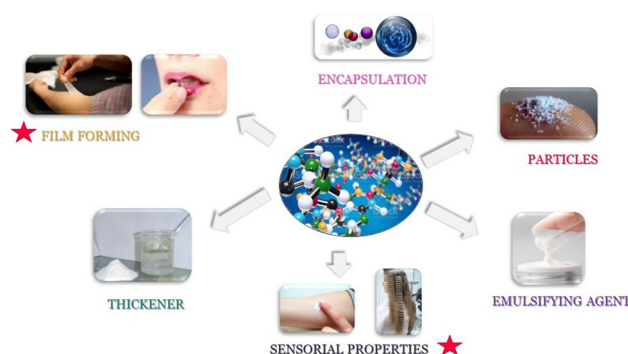 ENCAPSULATION
FILM FORMING
PARTICLES
THICKENER
EMULSIFYING AGENT
SENSORIAL PROPERTIES